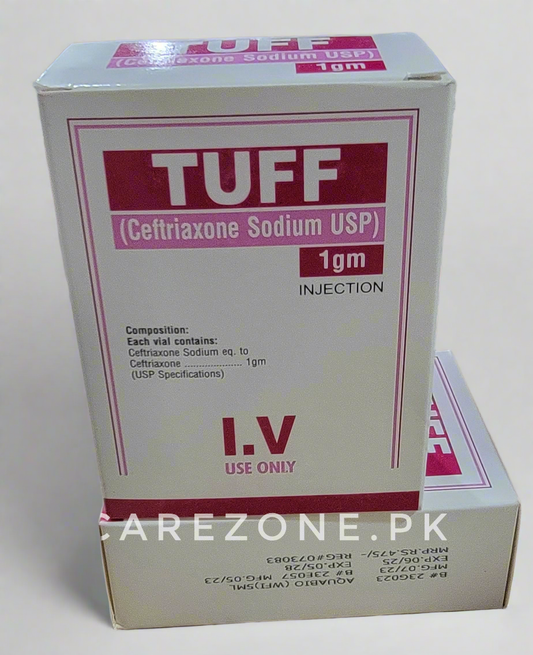 TUFF
(Ceftriaxone Sodium USP)
1gm
TUFF
(Ceftriaxone Sodium USP)
1gm
INJECTION
Composition:
Each vial contains:
Ceftriaxone Sodium eq. to
Ceftriaxone .................... 1gm
(USP Specifications)
I.V
USE ONLY
TUFF
CAREZONE.PK
B# 23G023
MFG.07/23
EXP.06/25
MRP.RS.475/-
AQUABIO (WFI)5ML
B# 23E057 MFG.05/23
EXP.05/28
REG#073083